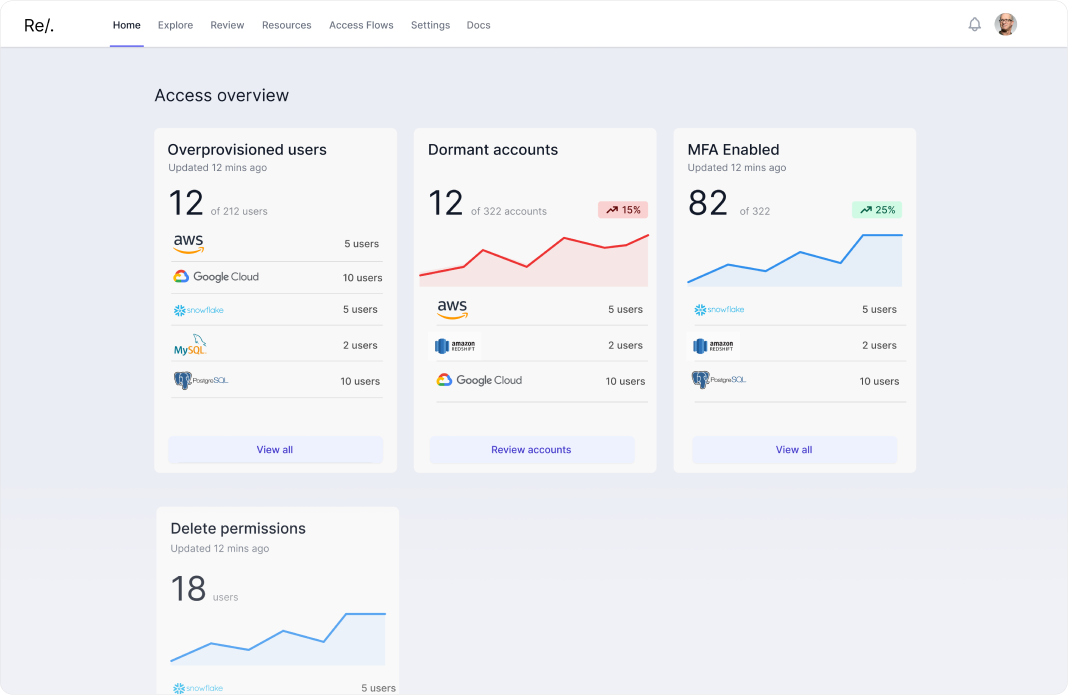 Re/.
Home Explore Review Resources Access Flows Settings Docs
Access overview
Overprovisioned users
Updated 12 mins ago
12 of 212 users
aws 5 users
Google Cloud 10 users
snowflake 5 users
MySQL 2 users
PostgreSQL 10 users
View all
Dormant accounts
12 of 322 accounts
15%
aws 5 users
amazon REDSHIFT 2 users
Google Cloud 10 users
Review accounts
MFA Enabled
Updated 12 mins ago
82 of 322
25%
snowflake 5 users
amazon REDSHIFT 2 users
PostgreSQL 10 users
View all
Delete permissions
Updated 12 mins ago
18 users
snowflake 5 users